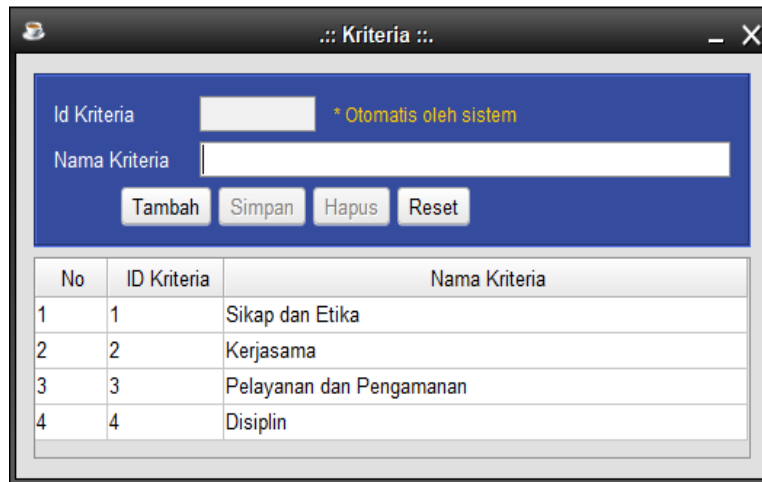 .:: Kriteria ::.
Id Kriteria * Otomatis oleh sistem
Nama Kriteria
Tambah Simpan Hapus Reset
No ID Kriteria Nama Kriteria
1 1 Sikap dan Etika
2 2 Kerjasama
3 3 Pelayanan dan Pengamanan
4 4 Disiplin